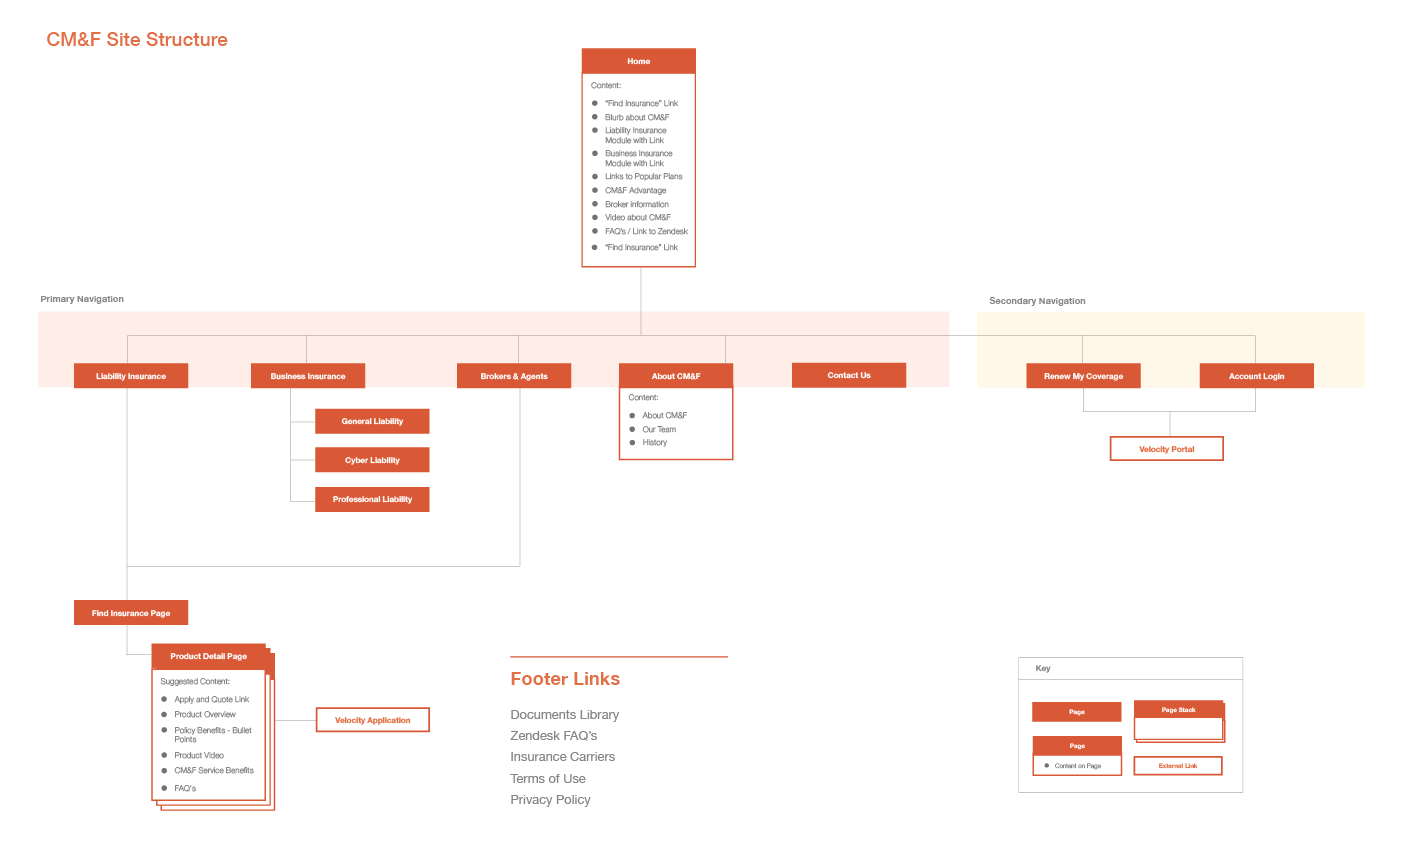 CM&F Site Structure
Home
Content:
“Find Insurance” Link
Blurb about CM&F
Liability Insurance
Module with Link
Business Insurance
Module with Link
Links to Popular Plans
CM&F Advantage
Broker information
Video about CM&F
FAQ's / Link to Zendesk
“Find Insurance” Link
Primary Navigation
Secondary Navigation
Liability Insurance
Business Insurance
Brokers & Agents
About CM&F
Contact Us
Renew My Coverage
Account Login
Content:
About CM&F
Our Team
History
General Liability
Cyber Liability
Professional Liability
Velocity Portal
Find Insurance Page
Product Detail Page
Suggested Content:
Apply and Quote Link
Product Overview
Policy Benefits - Bullet
Points
Product Video
CM&F Service Benefits
FAQ's
Velocity Application
Footer Links
Documents Library
Zendesk FAQ’s
Insurance Carriers
Terms of Use
Privacy Policy
Key
Page
Page Stack
Page
Content on Page
External Link